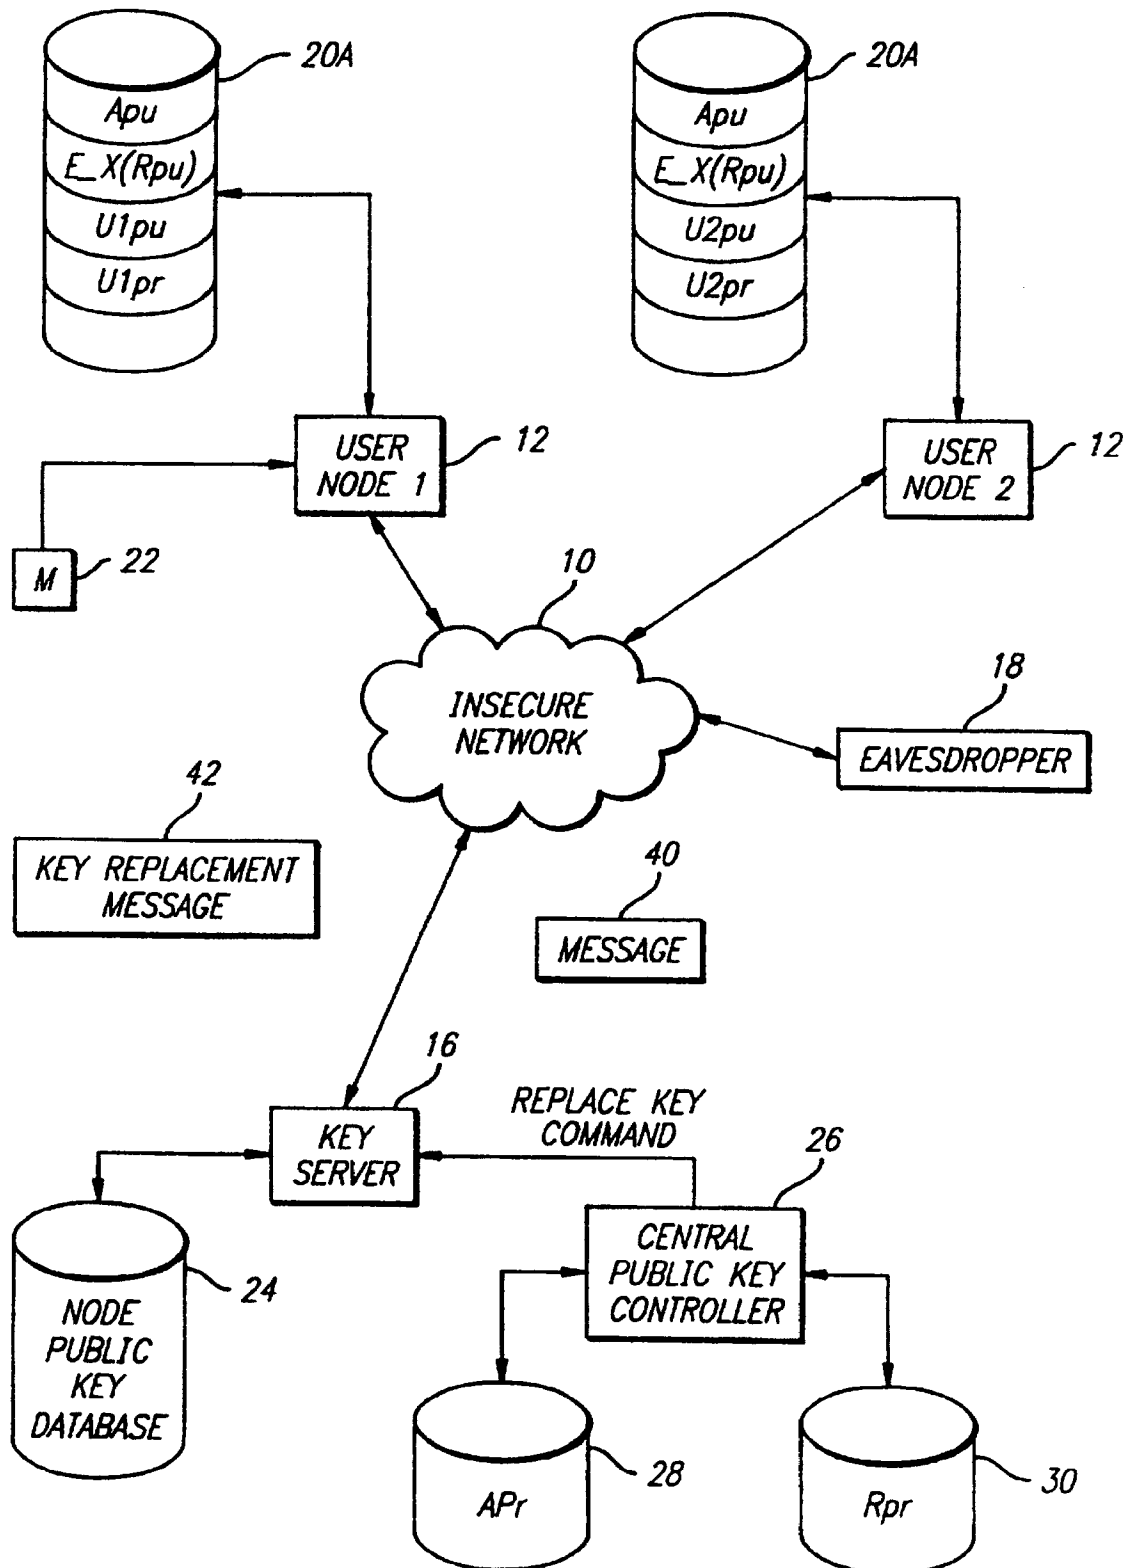 20A
Apu
E_X(Rpu)
U1pu
U1pr
20A
Apu
E_X(Rpu)
U2pu
U2pr
USER
NODE 1
12
USER
NODE 2
12
M
22
10
INSECURE
NETWORK
18
EAVESDROPPER
42
KEY REPLACEMENT
MESSAGE
40
MESSAGE
16
KEY
SERVER
REPLACE KEY
COMMAND
26
CENTRAL
PUBLIC KEY
CONTROLLER
24
NODE
PUBLIC
KEY
DATABASE
28
APr
30
Rpr